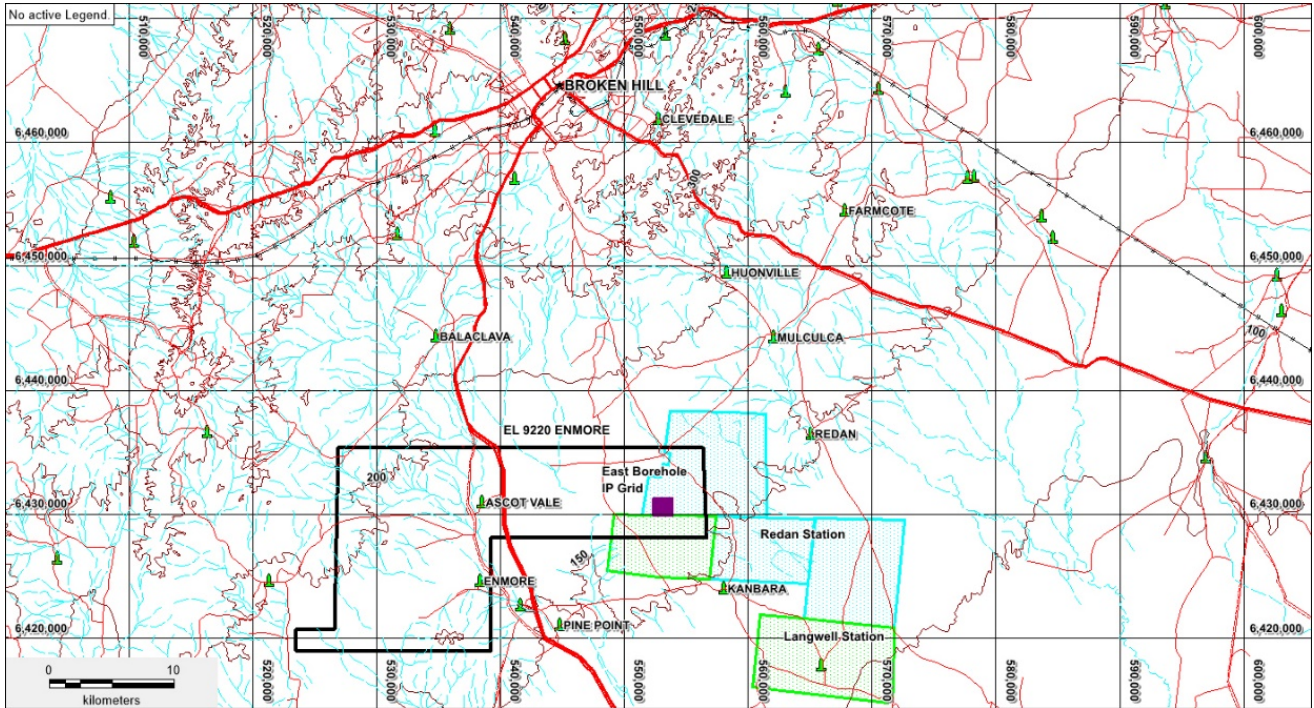 No active Legend.
510,000
520,000
530,000
540,000
550,000
560,000
570,000
580,000
600,000
BROKEN HILL
CLEVEDALE
6,460,000
6,460,000
300
FARMCOTE
6,450,000
6,450,000
HUONVILLE
BALACLAVA
MULCULCA
100
6,440,000
6,440,000
EL 9220 ENMORE
REDAN
200
East Borehole
IP Grid
6,430,000
6,430,000
ASCOT VALE
Redan Station
150
ENMORE
KANBARA
PINE POINT
6,420,000
6,420,000
Langwell Station
0 10
kilometers
520,000
530,000
540,000
550,000
560,000
570,000
580,000
590,000
600,000